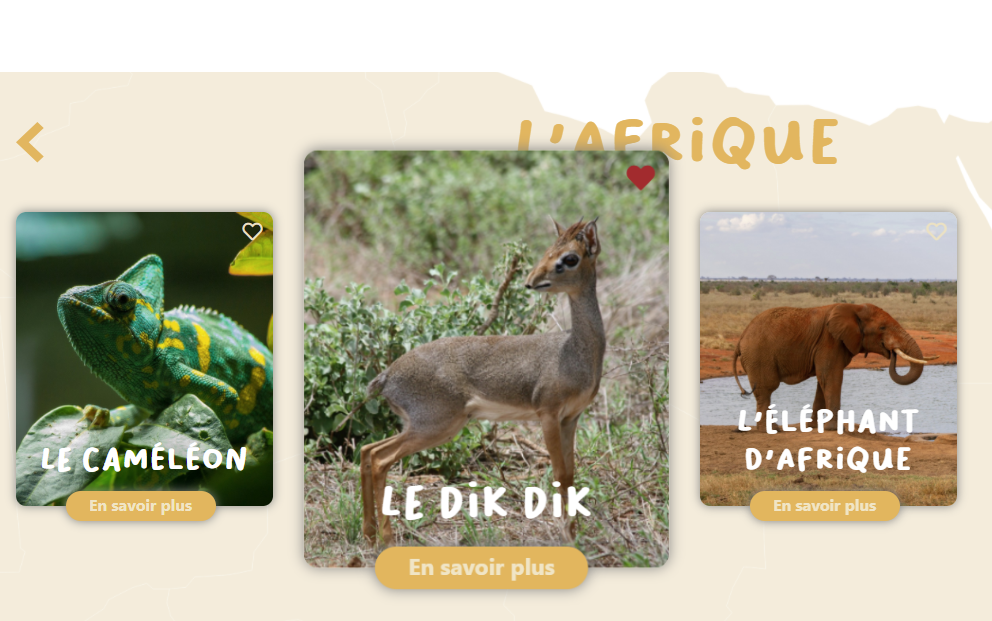 L'AFRiQUE
LE CAMÉLÉON
En savoir plus
LE DiK DiK
En savoir plus
L'ÉLÉPHANT
D'AFRiQUE
En savoir plus